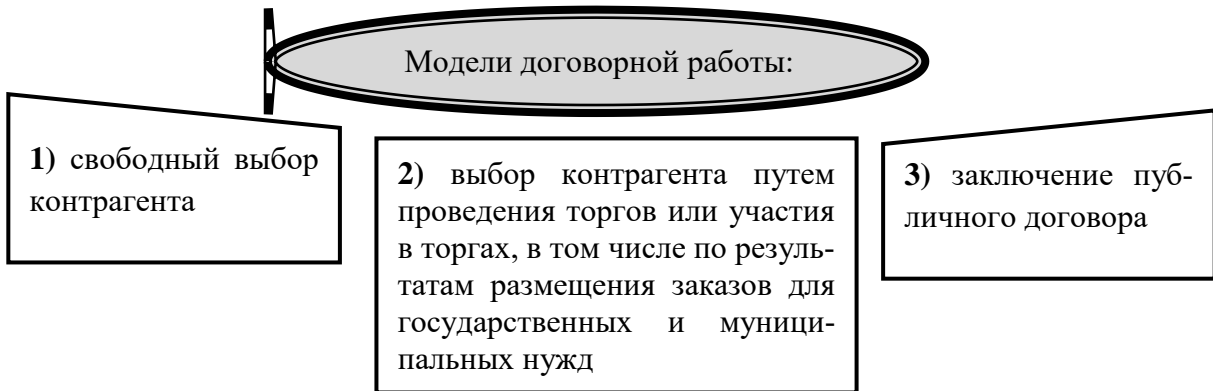 Модели договорной работы:
1) свободный выбор
контрагента
2) выбор контрагента путем
проведения торгов или участия
в торгах, в том числе по резуль-
татам размещения заказов для
государственных и муници-
пальных нужд
3) заключение пуб-
личного договора